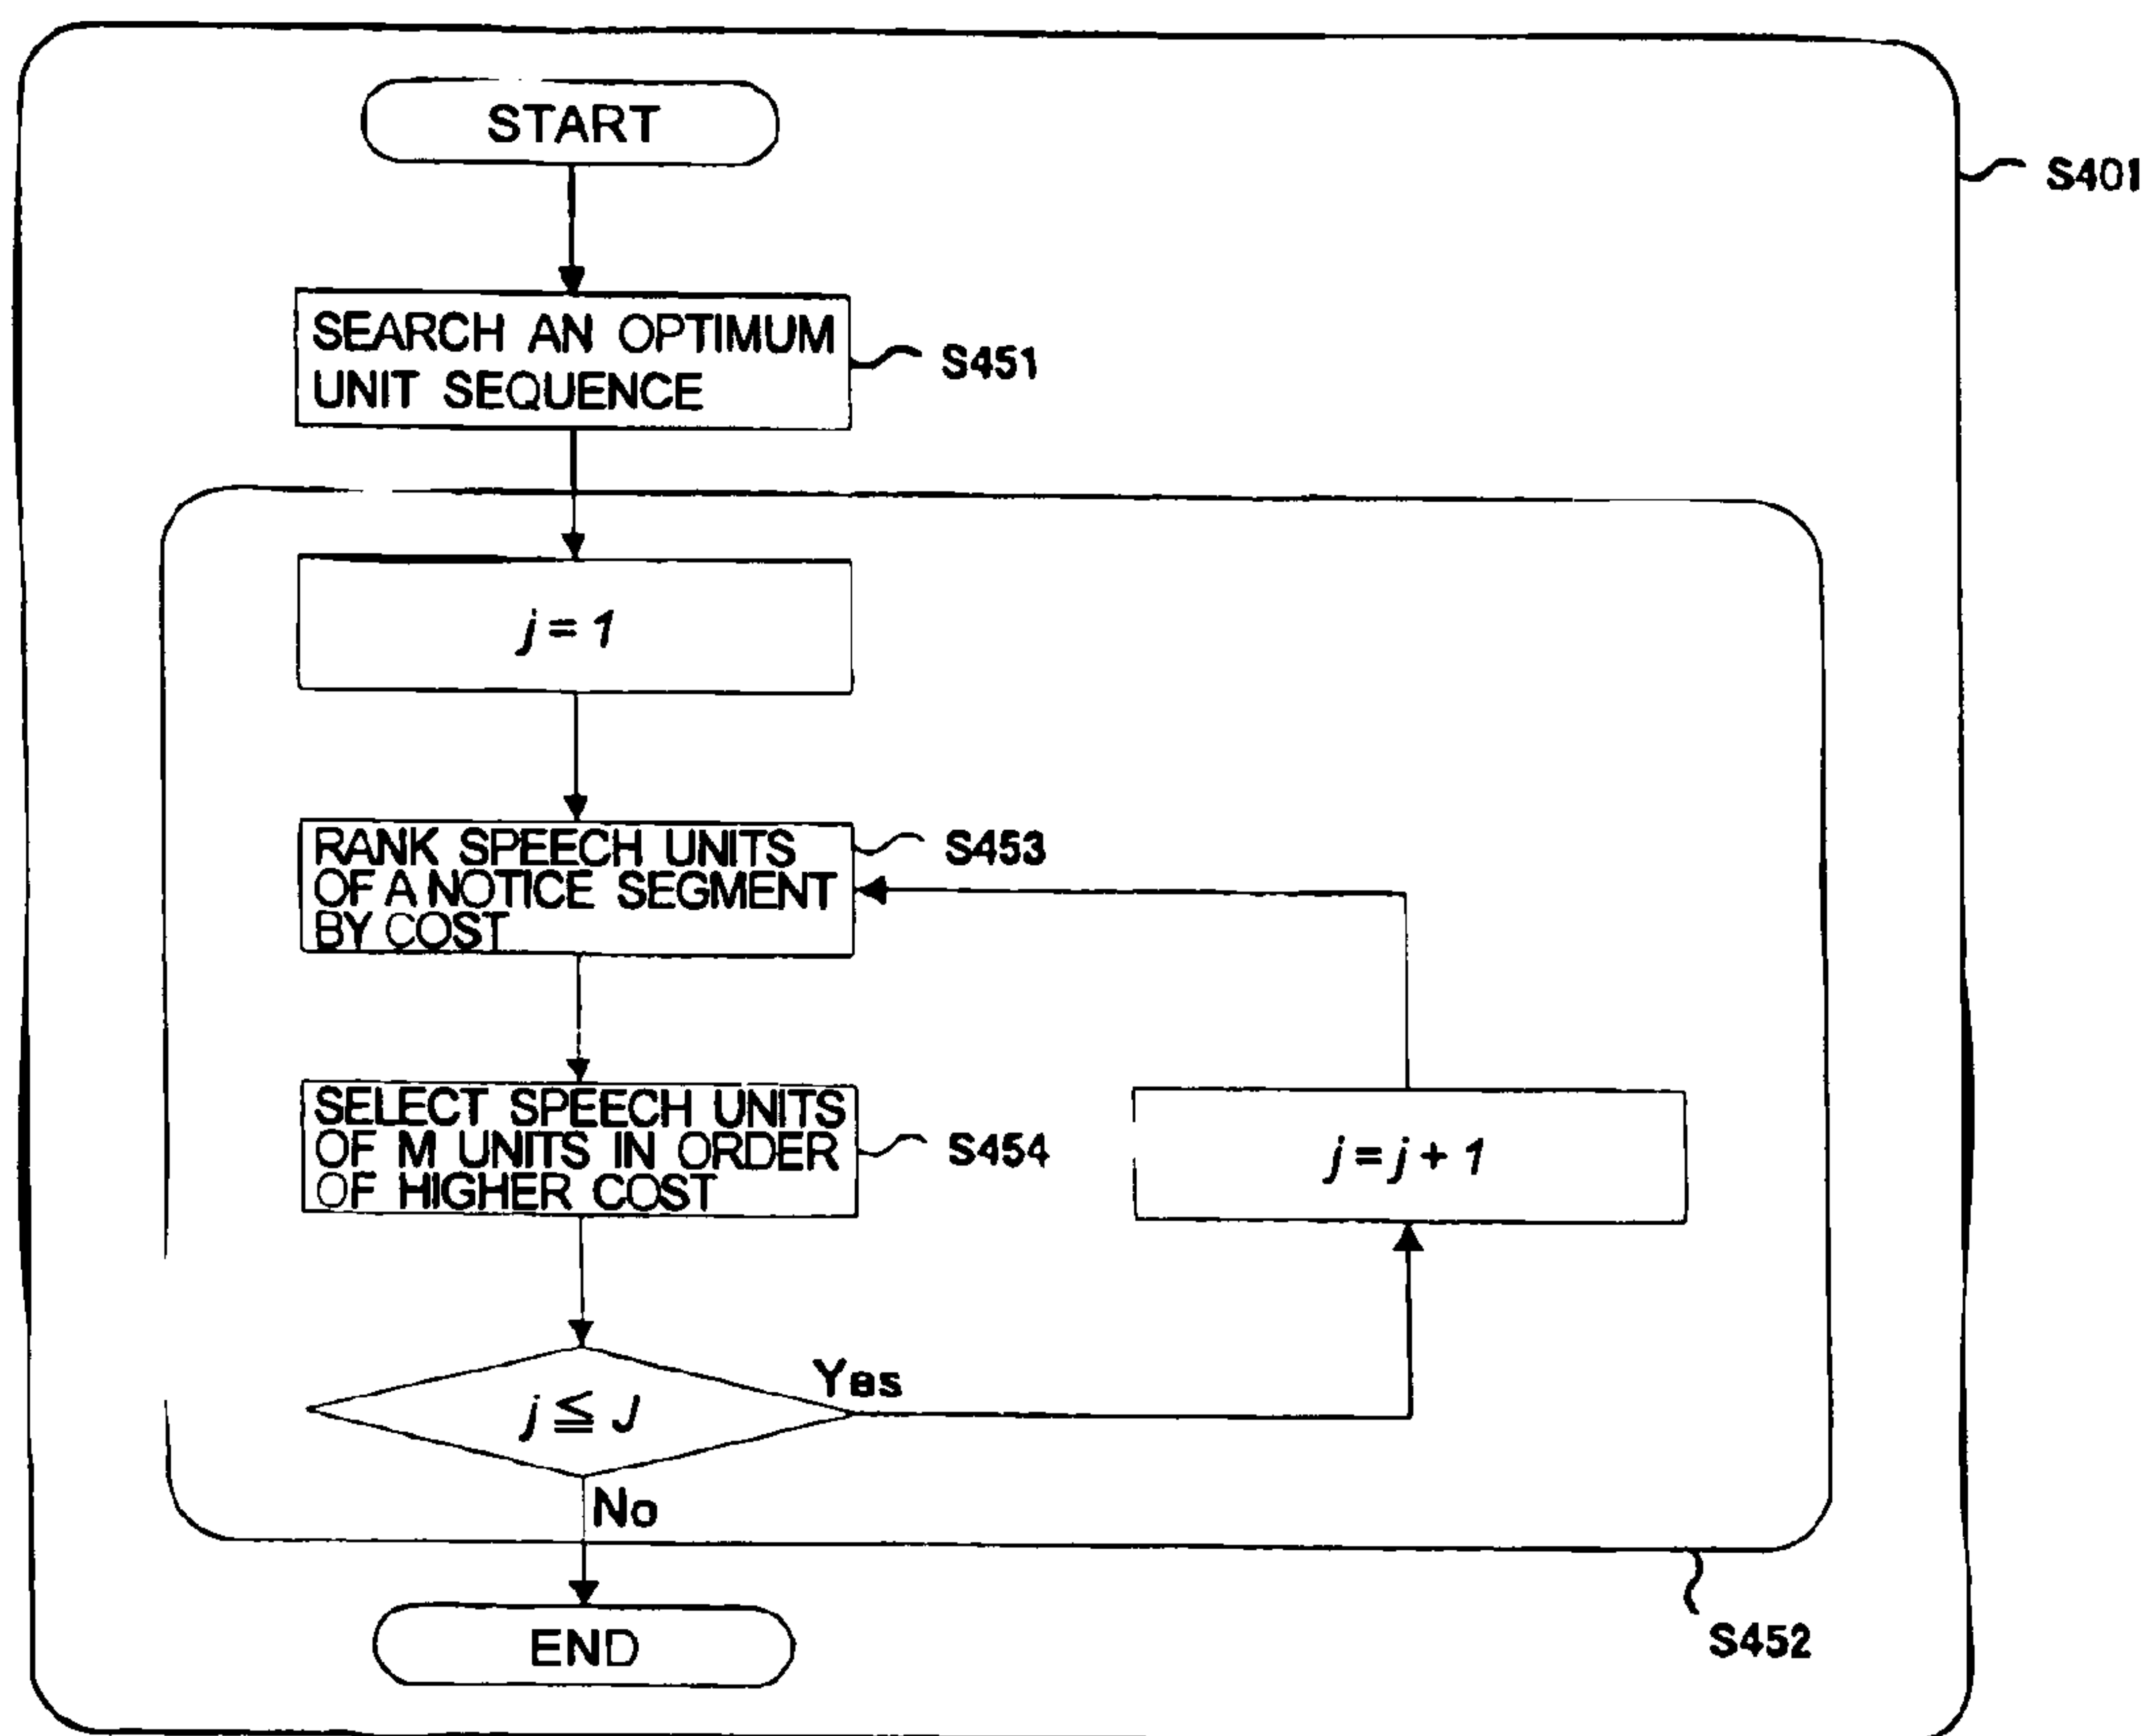 START
S401
SEARCH AN OPTIMUM
UNIT SEQUENCE
S451
j = 1
RANK SPEECH UNITS
OF A NOTICE SEGMENT
BY COST
S453
SELECT SPEECH UNITS
OF M UNITS IN ORDER
OF HIGHER COST
S454
j = j + 1
j ≦ J
Yes
No
END
S452